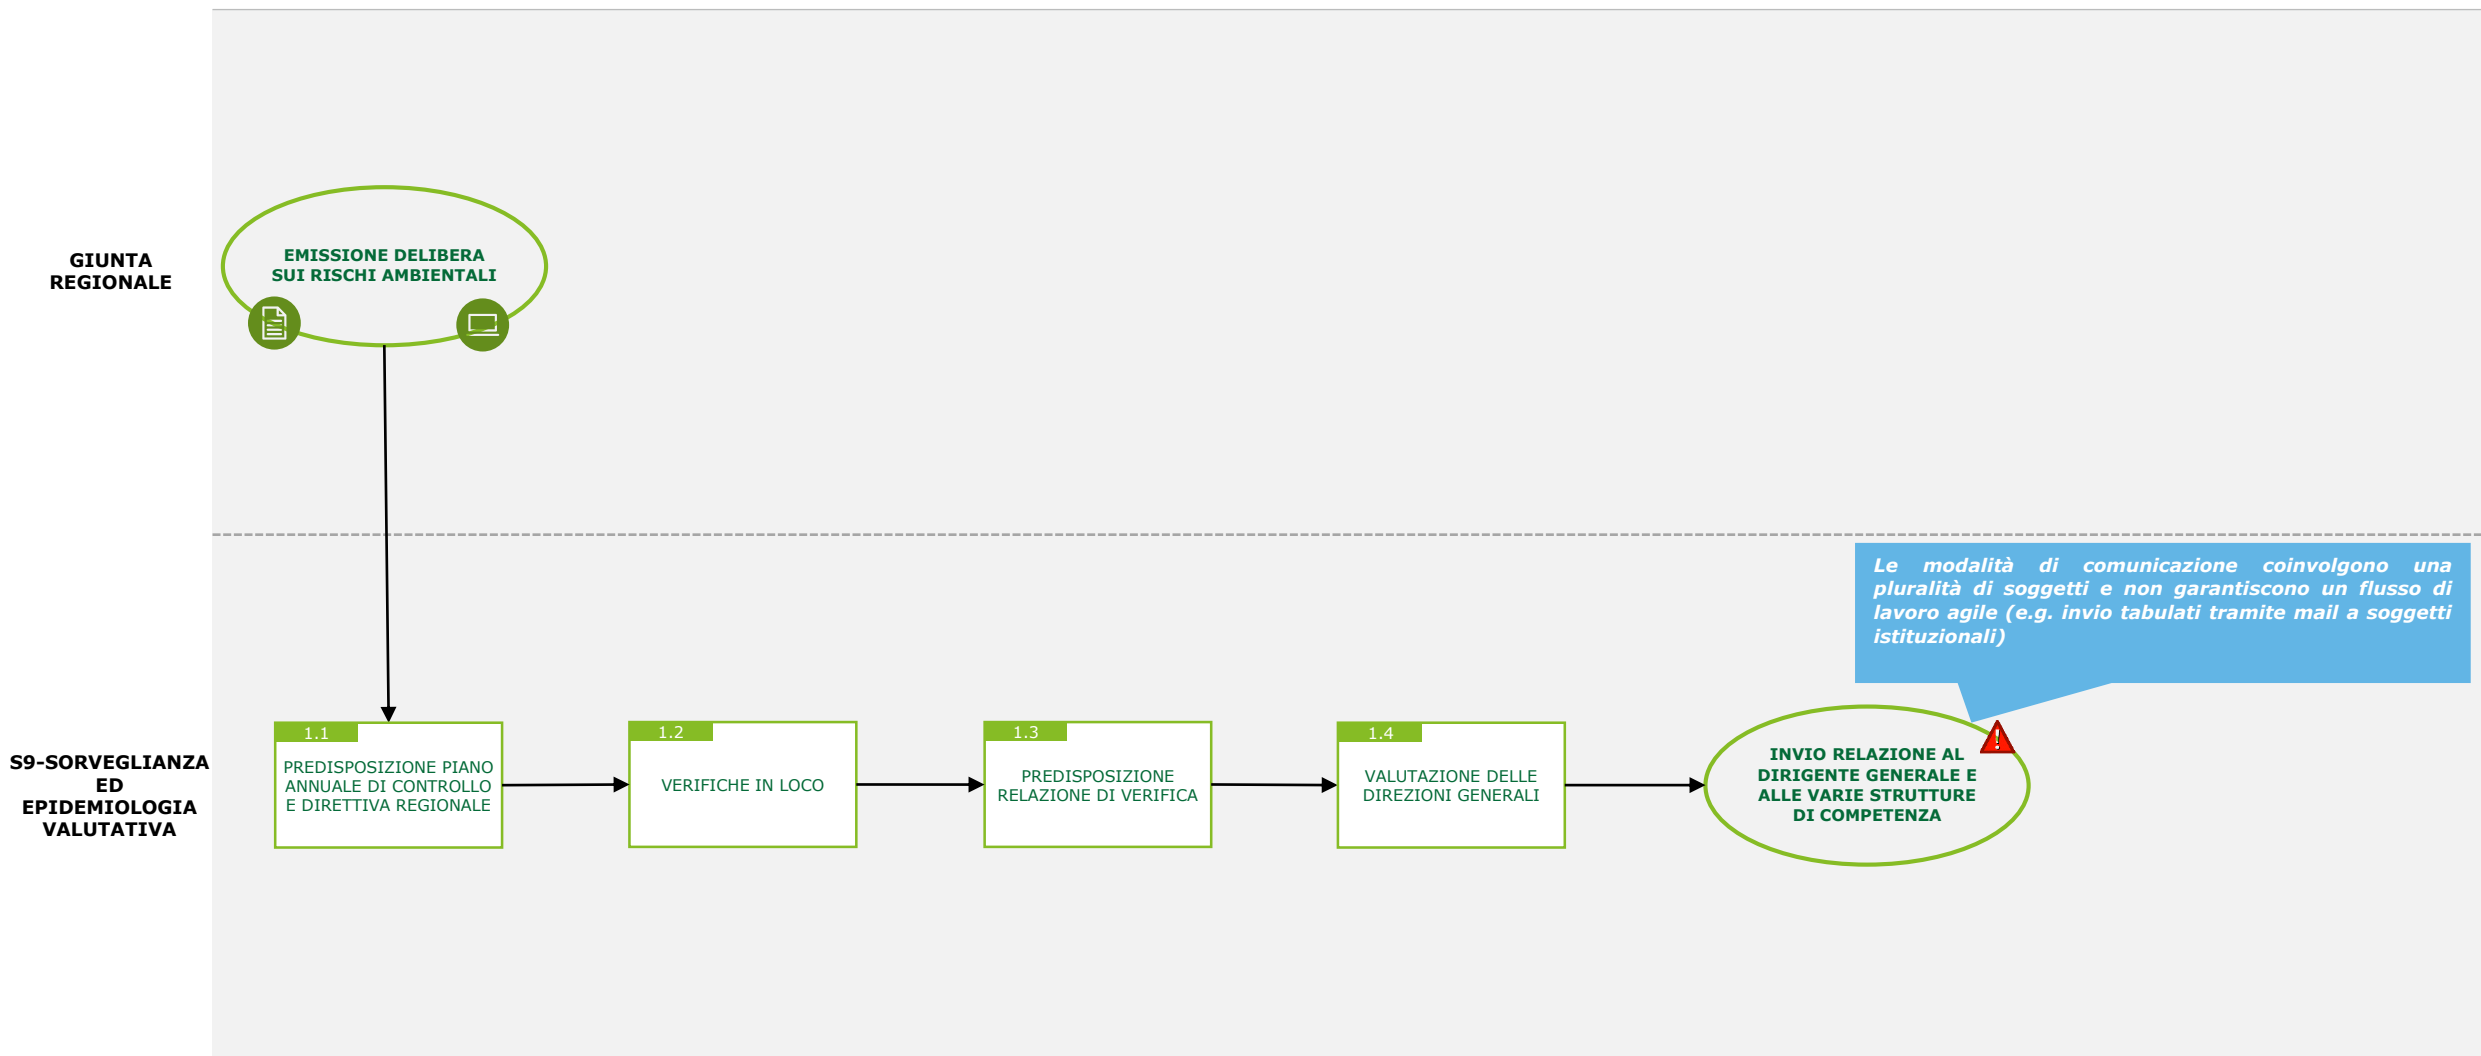 GIUNTA
REGIONALE
EMISSIONE DELIBERA
SUI RISCHI AMBIENTALI
Le modalità di comunicazione coinvolgono una
pluralità di soggetti e non garantiscono un flusso di
lavoro agile (e.g. invio tabulati tramite mail a soggetti
istituzionali)
S9-SORVEGLIANZA
ED
EPIDEMIOLOGIA
VALUTATIVA
1.1
PREDISPOSIZIONE PIANO
ANNUALE DI CONTROLLO
E DIRETTIVA REGIONALE
1.2
VERIFICHE IN LOCO
1.3
PREDISPOSIZIONE
RELAZIONE DI VERIFICA
1.4
VALUTAZIONE DELLE
DIREZIONI GENERALI
INVIO RELAZIONE AL
DIRIGENTE GENERALE E
ALLE VARIE STRUTTURE
DI COMPETENZA